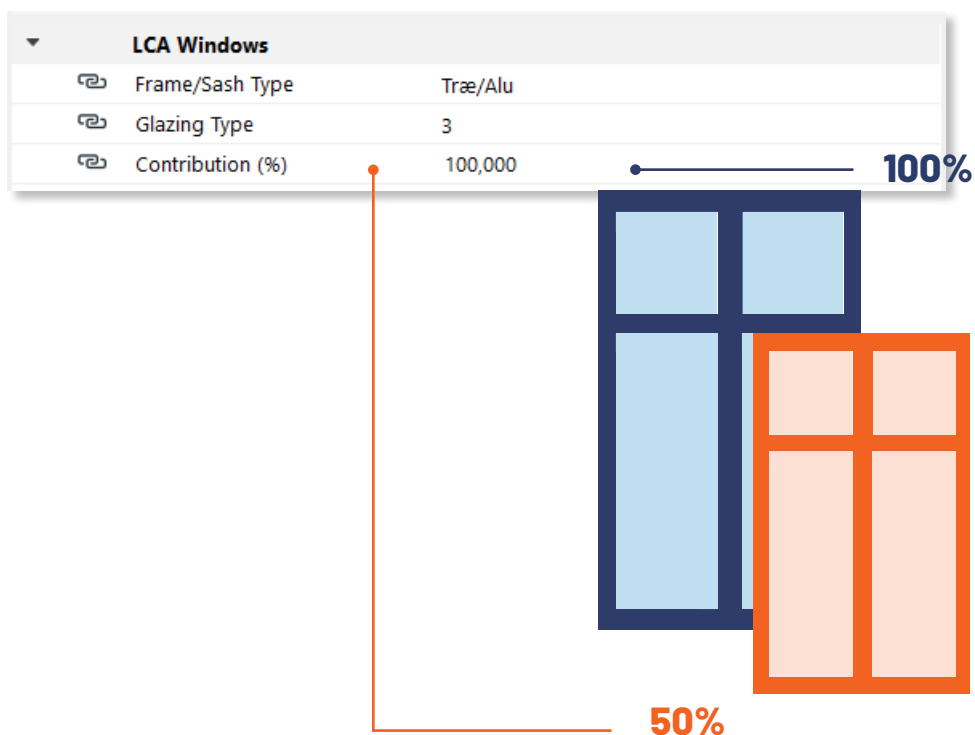 LCA Windows
Frame/Sash Type Træ/Alu
Glazing Type 3
Contribution (%) 100,000
100%
50%